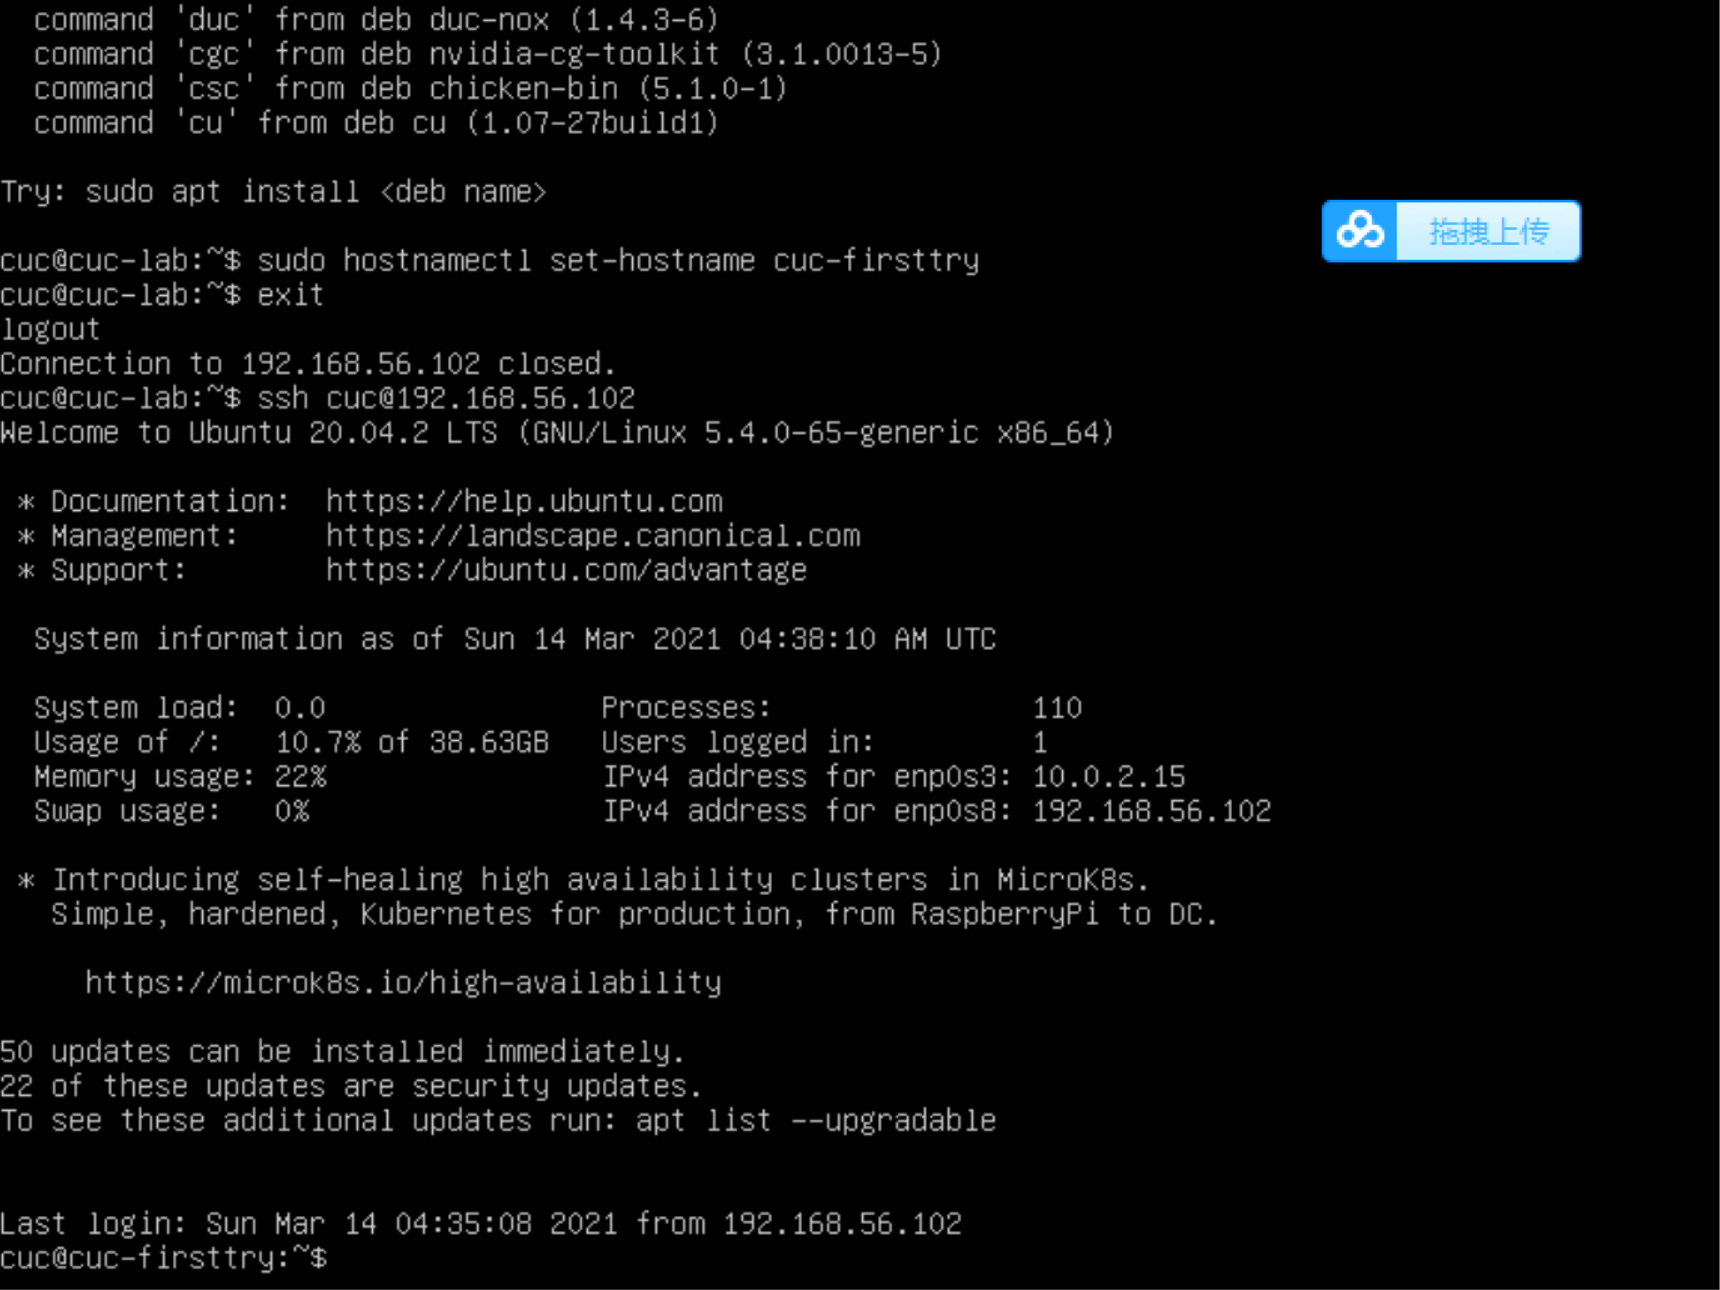 command 'duc' from deb duc-nox (1.4.3-6)
command 'cgc' from deb nvidia-cg-toolkit (3.1.0013-5)
command 'csc' from deb chicken-bin (5.1.0-1)
command 'cu' from deb cu (1.07-27build1)
Try: sudo apt install <deb name>
拖拽上传
cuc@cuc-lab:~$ sudo hostnamectl set-hostname cuc-firsttry
cuc@cuc-lab:~$ exit
logout
Connection to 192.168.56.102 closed.
cuc@cuc-lab:~$ ssh cuc@192.168.56.102
Welcome to Ubuntu 20.04.2 LTS (GNU/Linux 5.4.0-65-generic x86_64)
* Documentation:  https://help.ubuntu.com
* Management:     https://landscape.canonical.com
* Support:        https://ubuntu.com/advantage
System information as of Sun 14 Mar 2021 04:38:10 AM UTC
System load:  0.0                Processes:               110
Usage of /:   10.7% of 38.63GB   Users logged in:         1
Memory usage: 22%                IPv4 address for enp0s3: 10.0.2.15
Swap usage:   0%                 IPv4 address for enp0s8: 192.168.56.102
* Introducing self-healing high availability clusters in MicroK8s.
Simple, hardened, Kubernetes for production, from RaspberryPi to DC.
https://microk8s.io/high-availability
50 updates can be installed immediately.
22 of these updates are security updates.
To see these additional updates run: apt list --upgradable
Last login: Sun Mar 14 04:35:08 2021 from 192.168.56.102
cuc@cuc-firsttry:~$